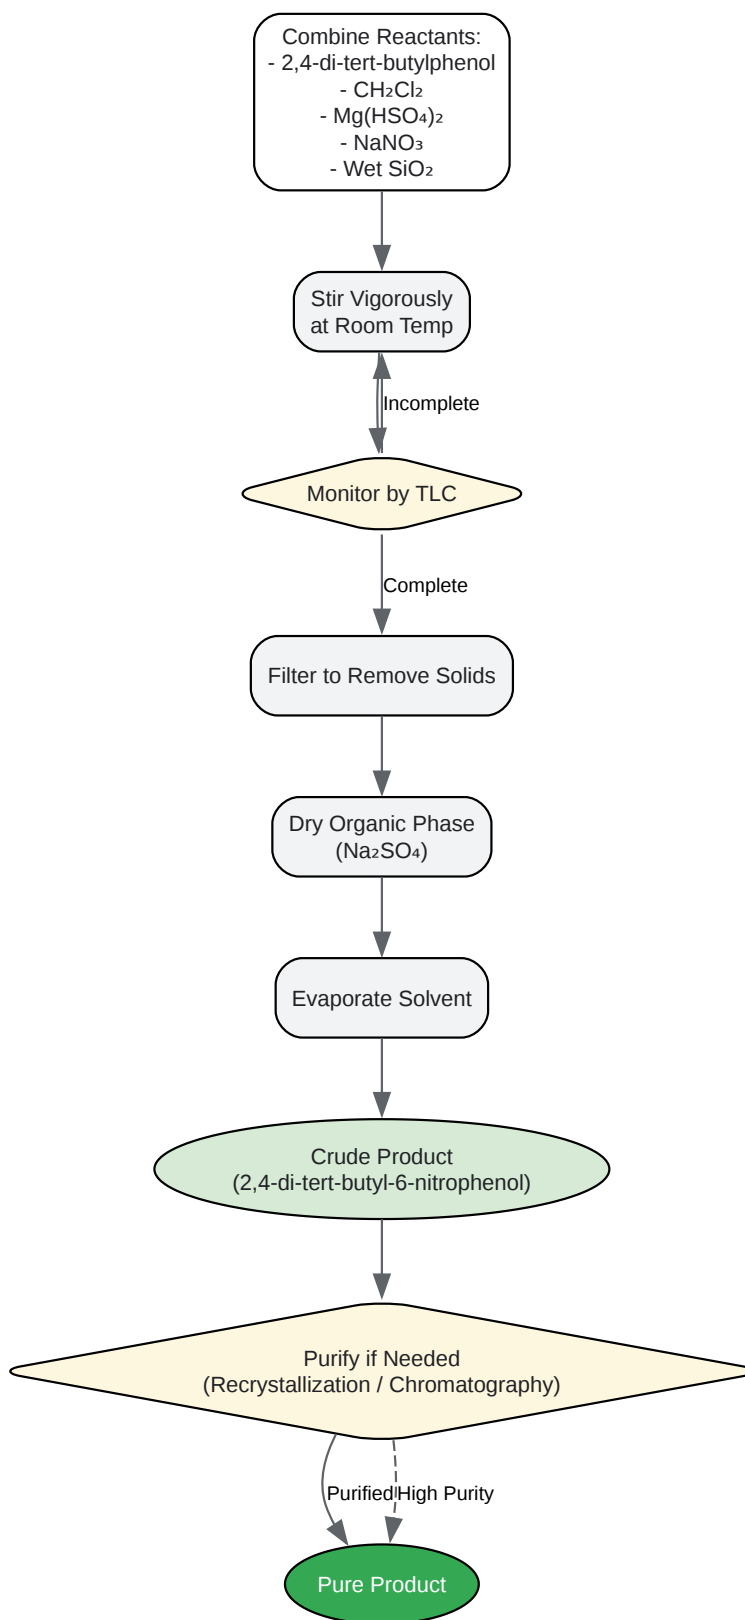 Combine Reactants:
- 2,4-di-tert-butylphenol
- CH₂Cl₂
- Mg(HSO₄)₂
- NaNO₃
- Wet SiO₂
Stir Vigorously
at Room Temp
Incomplete
Monitor by TLC
Complete
Filter to Remove Solids
Dry Organic Phase
(Na₂SO₄)
Evaporate Solvent
Crude Product
(2,4-di-tert-butyl-6-nitrophenol)
Purify if Needed
(Recrystallization / Chromatography)
Purified
High Purity
Pure Product